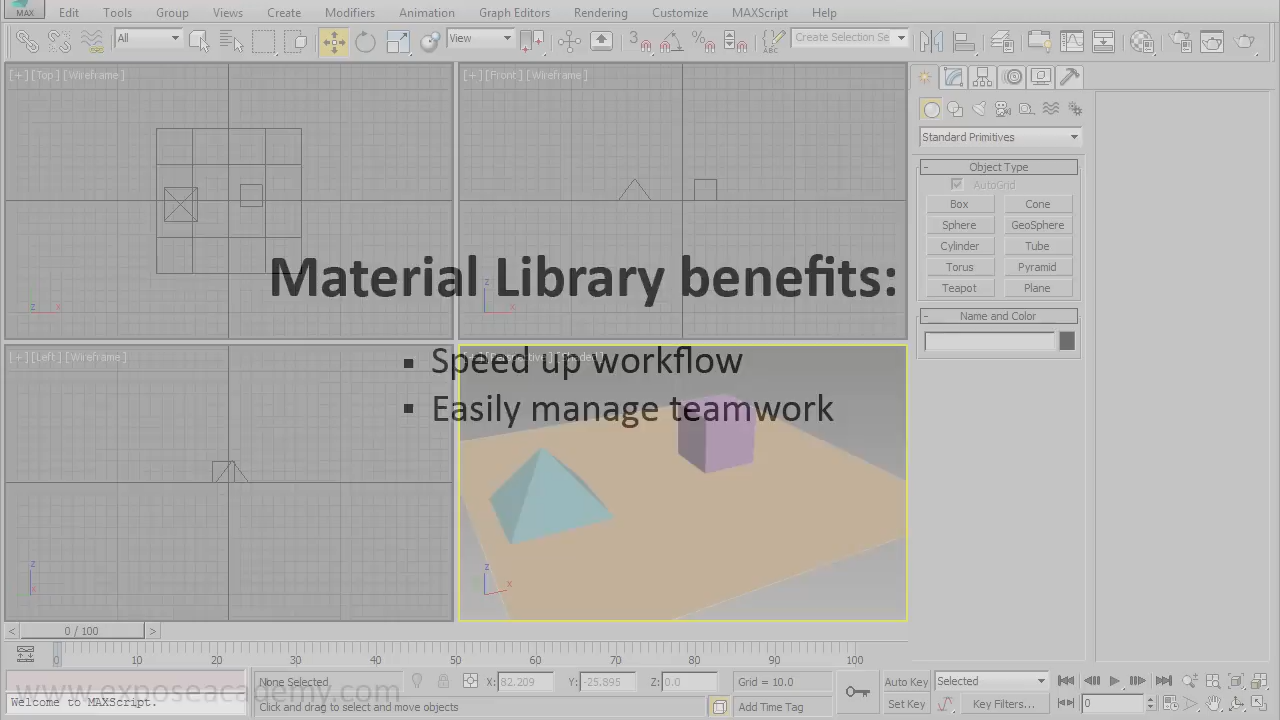 MAX Edit Tools Group Views Create Modifiers Animation Graph Editors Rendering Customize MAXScript Help
All View 3 % ABC Create Selection Se
[+][Top][Wireframe] [+][Front][Wireframe]
Standard Primitives
- Object Type
AutoGrid
Box Cone
Sphere GeoSphere
Cylinder Tube
Torus Pyramid
Teapot Plane
Material Library benefits:
z x z x
- Name and Color
[+][Left][Wireframe] [+][Perspective][Shaded]
▪ Speed up workflow
▪ Easily manage teamwork
z x z x
< 0 / 100 >
0 10 20 30 40 50 60 70 80 90 100
None Selected X: 82.209 Y: -25.895 Z: 0.0 Grid = 10.0 Auto Key Selected
www.exposeacademy.com
Welcome to MAXScript. Click and drag to select and move objects Add Time Tag Set Key Key Filters... 0